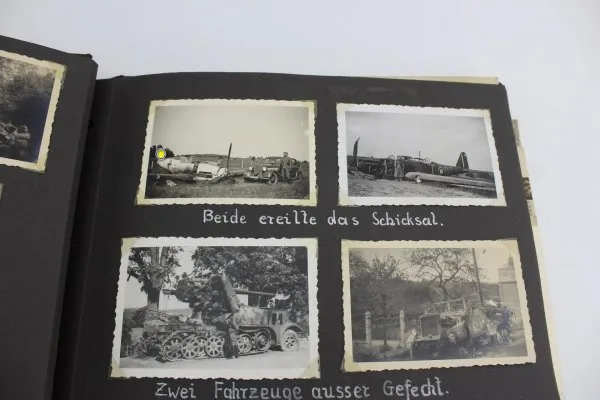 Beide ereilte das Schicksal.
Zwei Fahrzeuge ausser Gefecht.